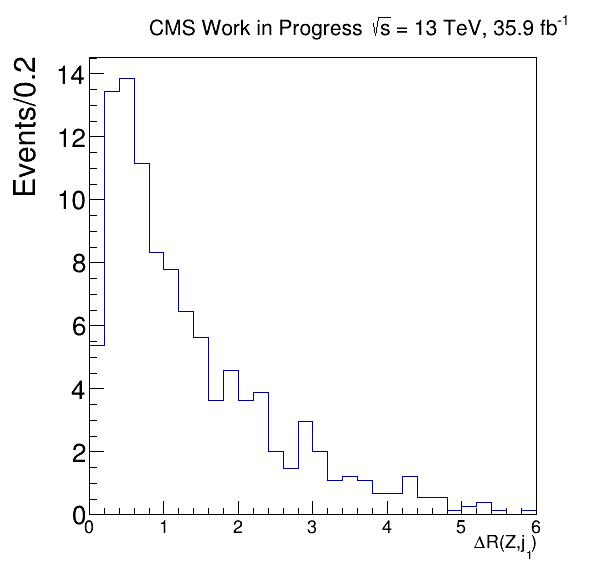 CMS Work in Progress √s = 13 TeV, 35.9 fb⁻¹
Events/0.2
14
12
10
8
6
4
2
0
0 1 2 3 4 5 6
ΔR(Z,j₁)